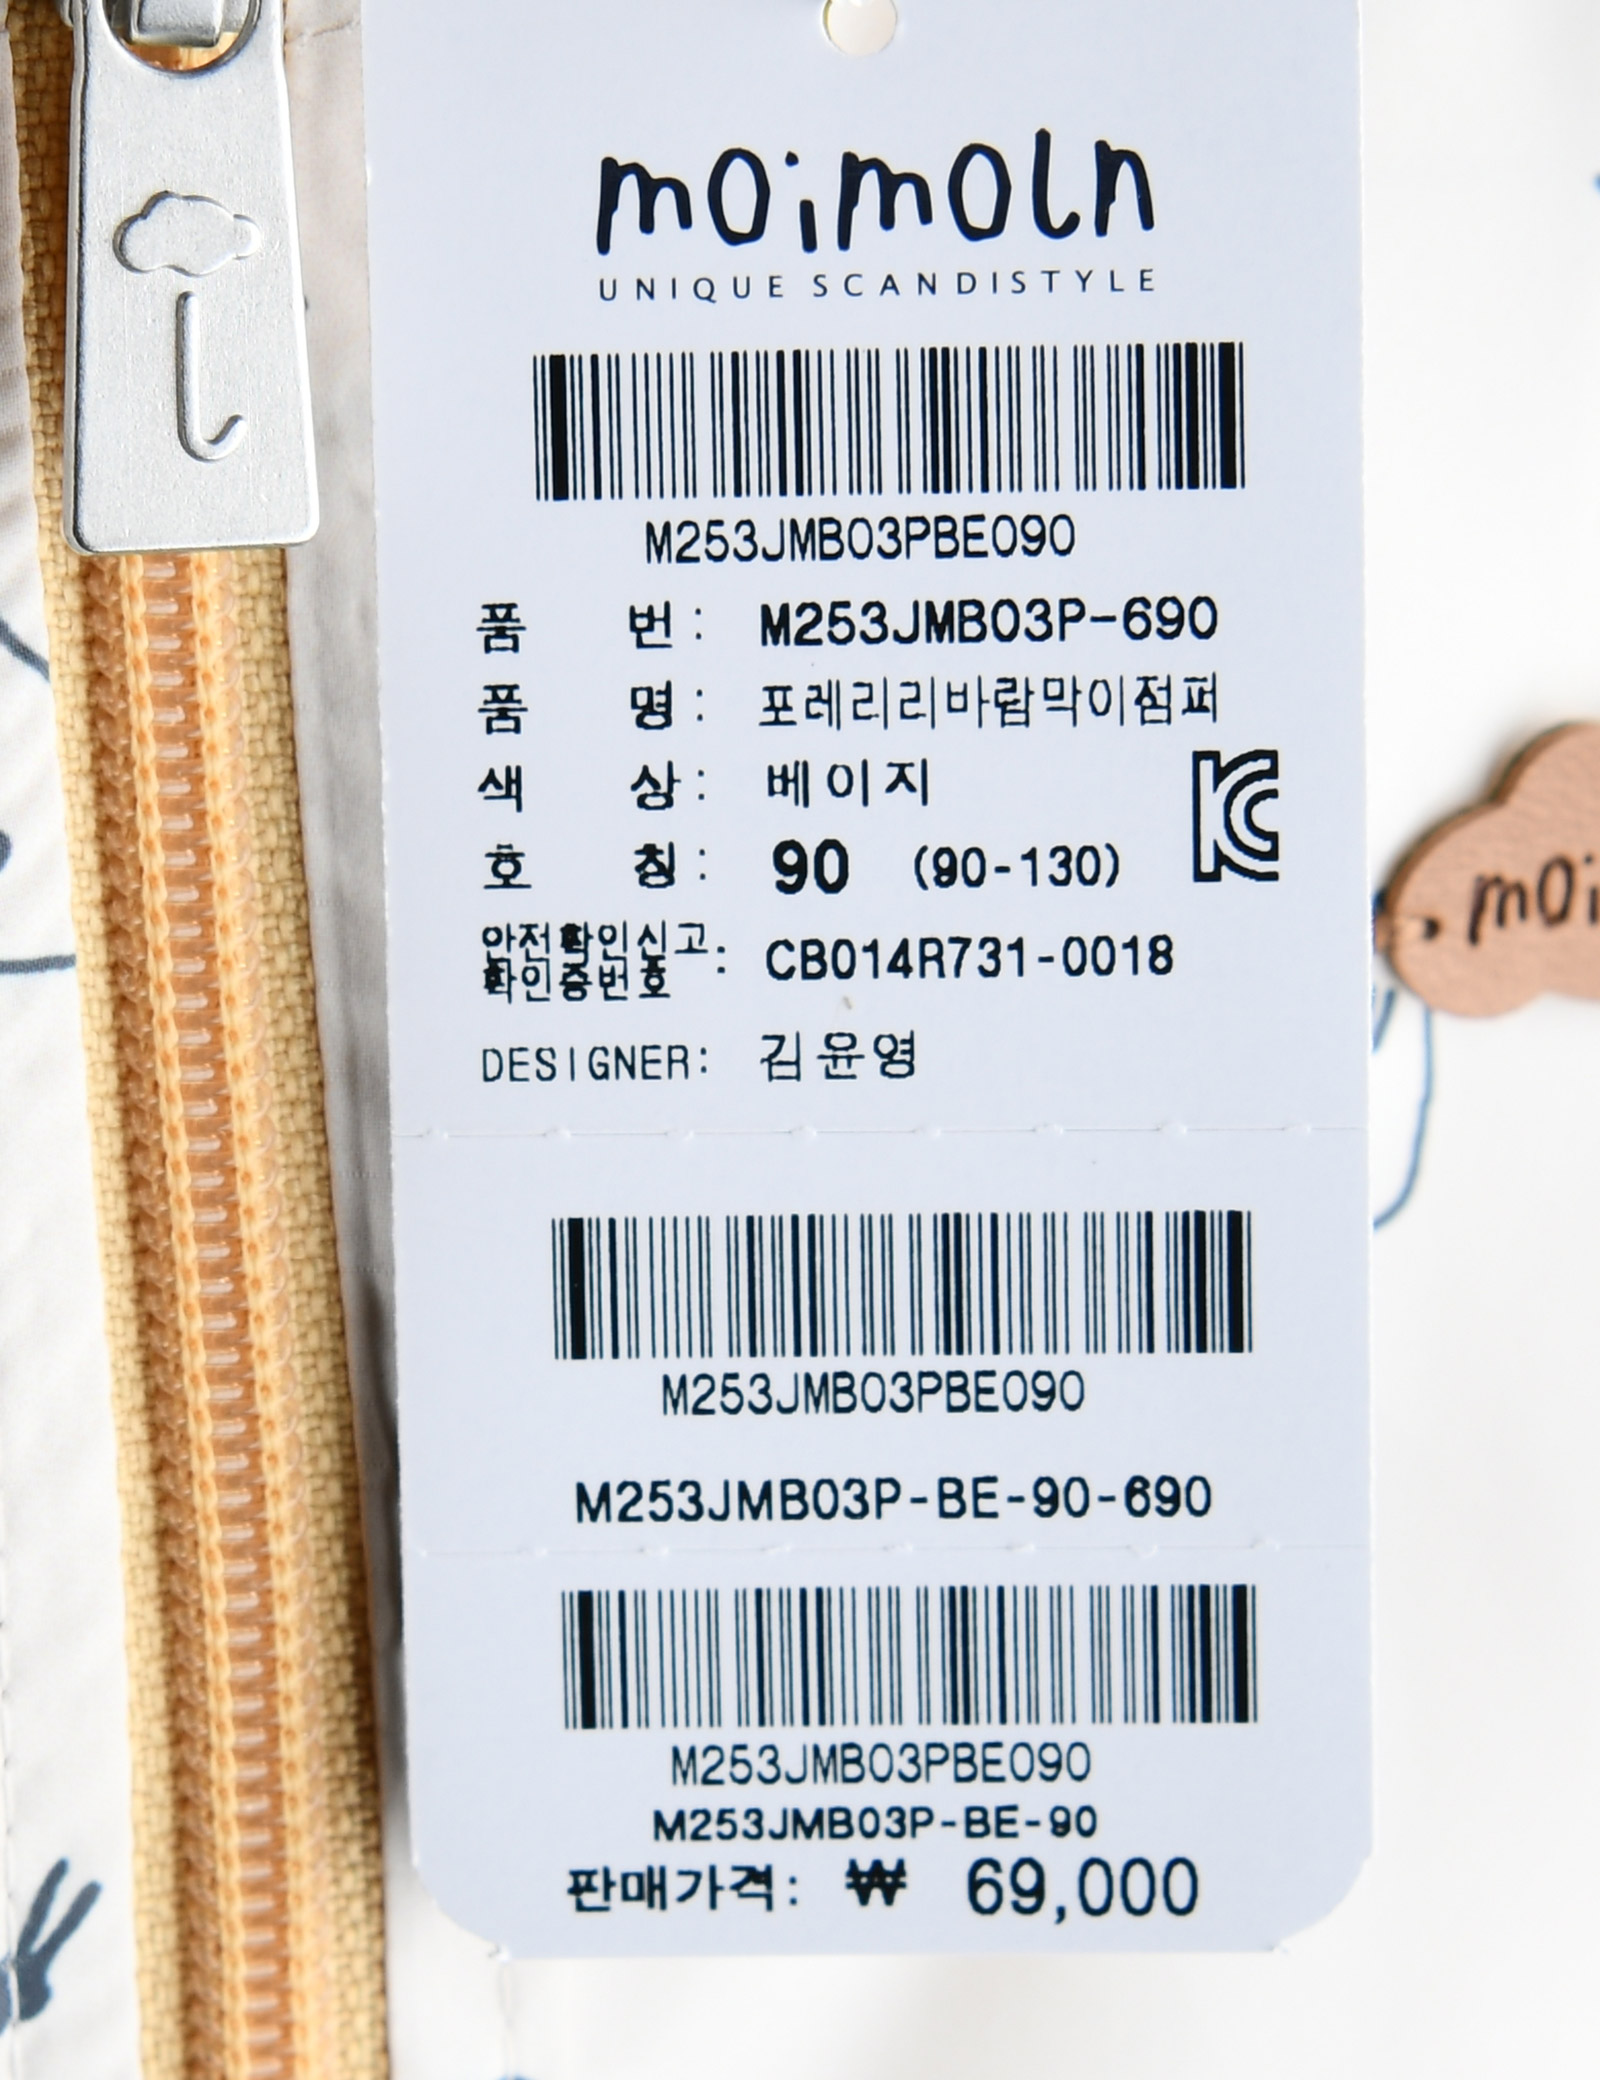 moimoln
UNIQUE SCANDISTYLE
M253JMB03PBE090
품 번: M253JMB03P-690
품 명: 포레리리바람막이점퍼
색 상: 베이지
호 칭: 90 (90-130)
안전확인신고
확인증번호: CB014R731-0018
DESIGNER: 김윤영
M253JMB03PBE090
M253JMB03P-BE-90-690
M253JMB03PBE090
M253JMB03P-BE-90
판매가격: ₩ 69,000
KC
moi